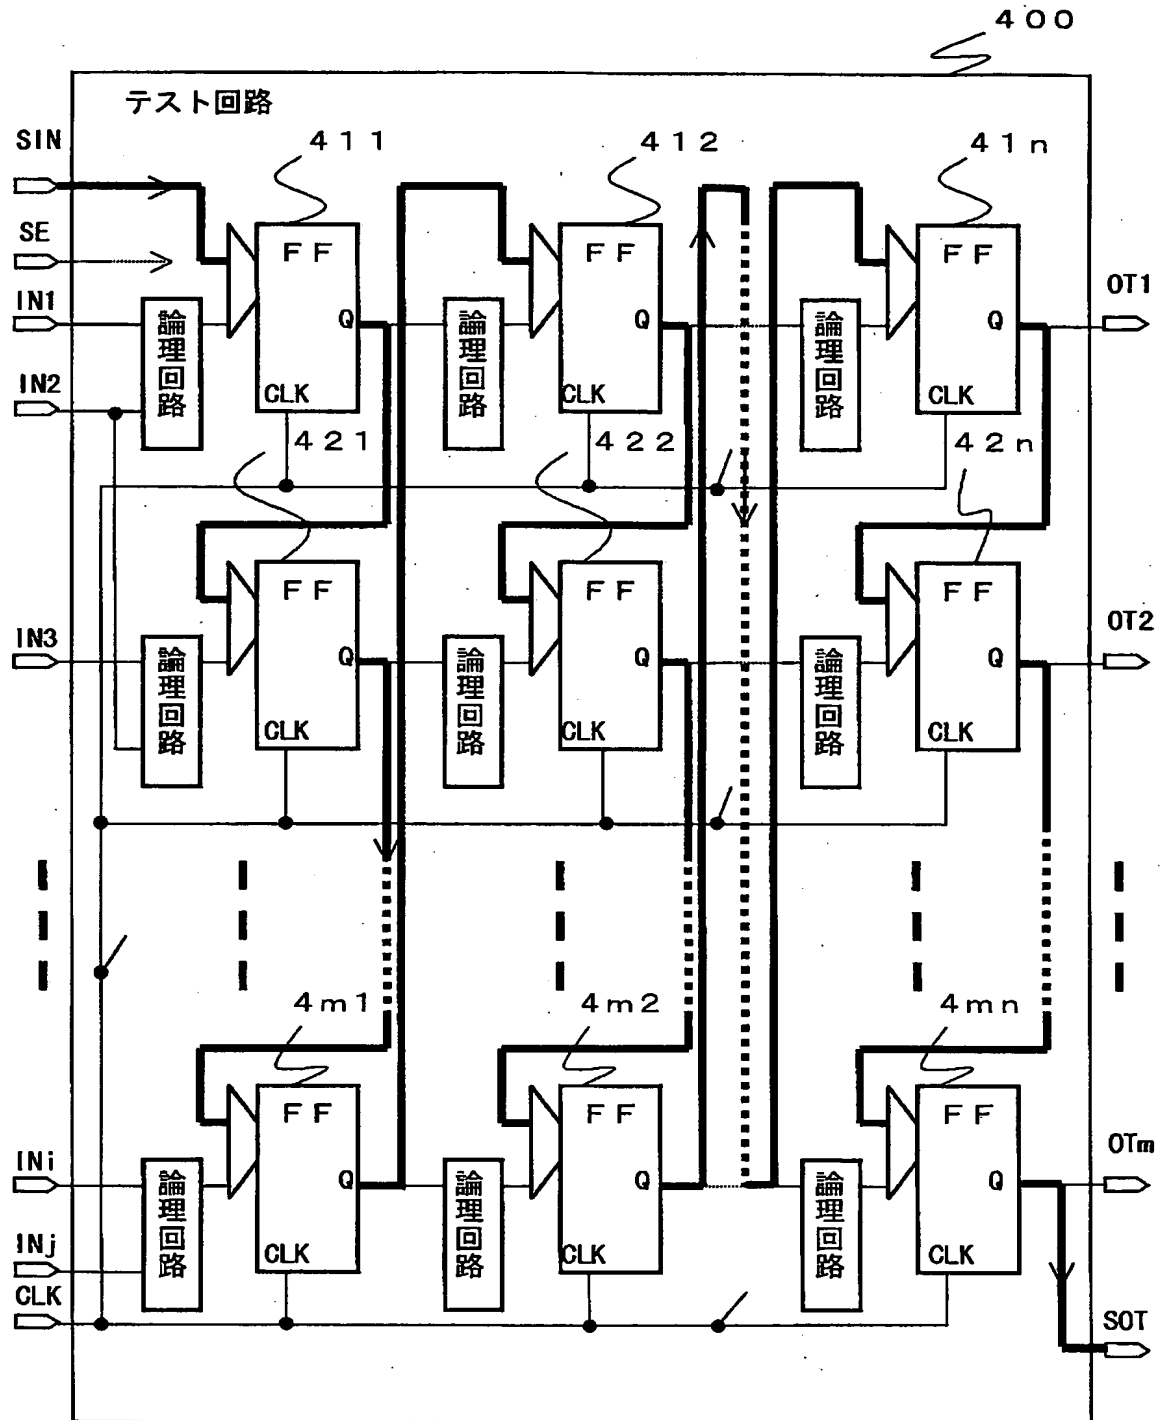 400
テスト回路
SIN
411
412
41n
SE
FF
FF
FF
IN1
論理回路
Q
論理回路
Q
論理回路
Q
OT1
IN2
CLK
CLK
CLK
421
422
42n
FF
FF
FF
IN3
論理回路
Q
論理回路
Q
論理回路
Q
OT2
CLK
CLK
CLK
4m1
4m2
4mn
FF
FF
FF
INi
論理回路
Q
論理回路
Q
論理回路
Q
OTm
INj
CLK
CLK
CLK
CLK
SOT